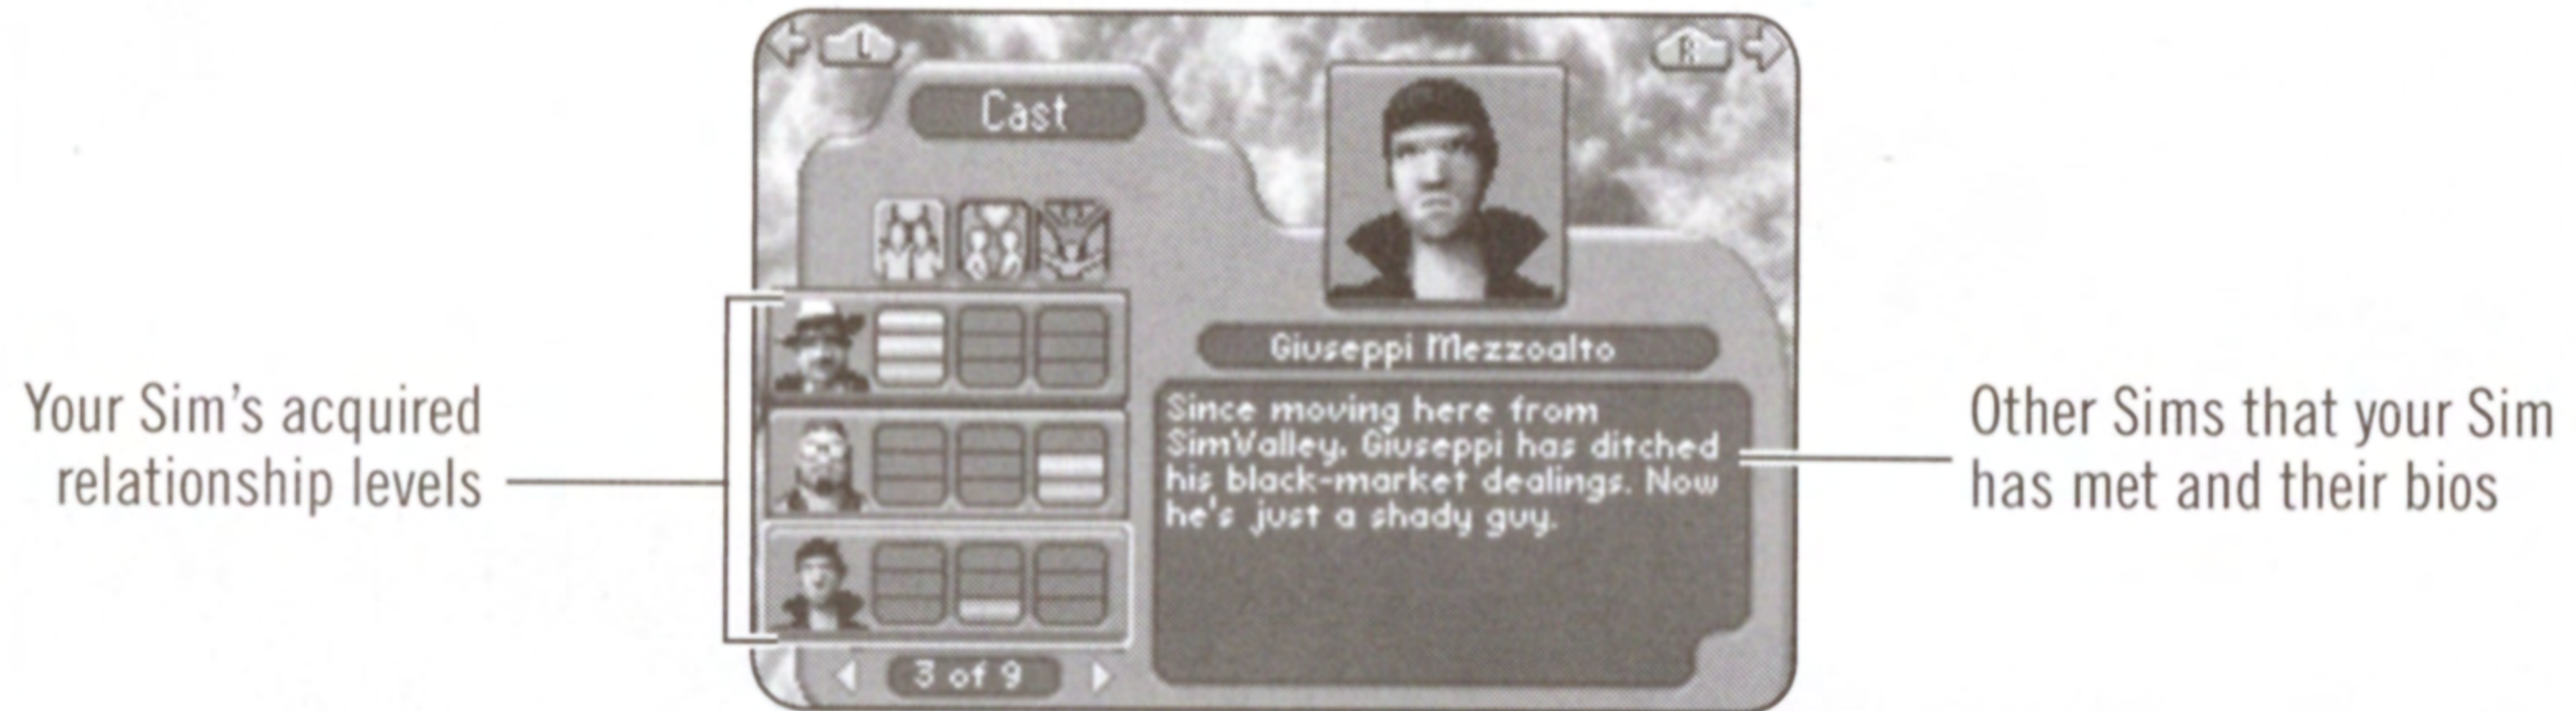 L
R
Cast
Giuseppi Mezzoalto
Since moving here from
SimValley, Giuseppi has ditched
his black-market dealings. Now
he's just a shady guy.
3 of 9
Your Sim's acquired
relationship levels
Other Sims that your Sim
has met and their bios